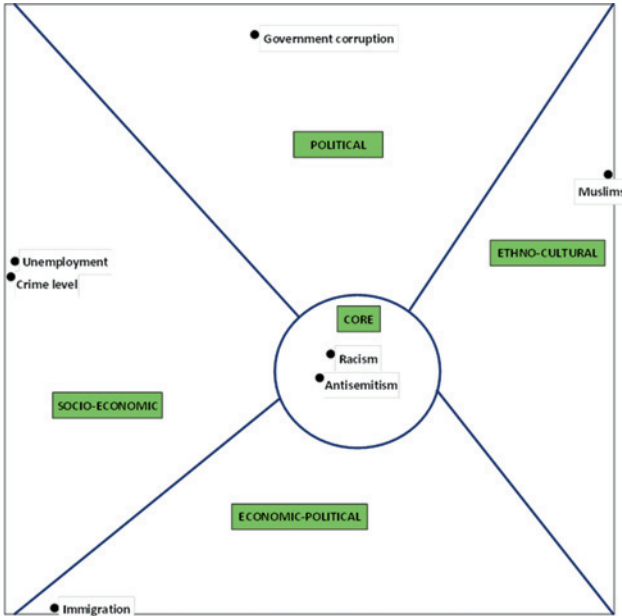 Government corruption
POLITICAL
Muslims
ETHNO-CULTURAL
Unemployment
Crime level
CORE
Racism
Antisemitism
SOCIO-ECONOMIC
ECONOMIC-POLITICAL
Immigration